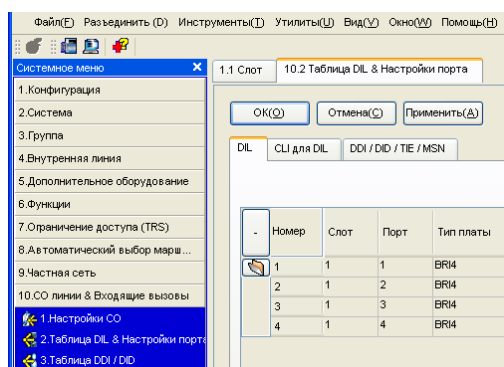 Файл(F) Разъединить (D) Инструменты(T) Утилиты(U) Вид(V) Окно(W) Помощь(H)
Системное меню X
1.1 Слот 10.2 Таблица DIL & Настройки порта
1.Конфигурация
2.Система
3.Группа
4.Внутренняя линия
5.Дополнительное оборудование
6.Функции
7.Ограничение доступа (TRS)
8.Автоматический выбор марш...
9.Частная сеть
10.CO линии & Входящие вызовы
1.Настройки CO
2.Таблица DIL & Настройки порта
3.Таблица DDI / DID
OK(O) Отмена(C) Применить(A)
DIL CLI для DIL DDI / DID / TIE / MSN
- Номер Слот Порт Тип платы
1 1 1 BRI4
2 1 2 BRI4
3 1 3 BRI4
4 1 4 BRI4